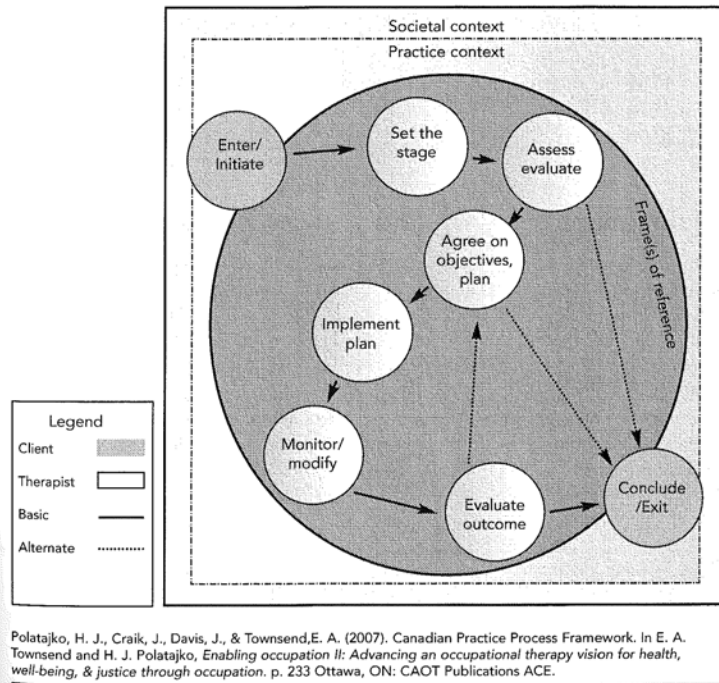 Societal context
Practice context
Enter/
Initiate
Set the
stage
Assess
evaluate
Agree on
objectives,
plan
Frame(s) of reference
Implement
plan
Legend
Client
Therapist
Basic
Alternate
Monitor/
modify
Evaluate
outcome
Conclude
/Exit
Polatajko, H. J., Craik, J., Davis, J., & Townsend,E. A. (2007). Canadian Practice Process Framework. In E. A.
Townsend and H. J. Polatajko, Enabling occupation II: Advancing an occupational therapy vision for health,
well-being, & justice through occupation. p. 233 Ottawa, ON: CAOT Publications ACE.